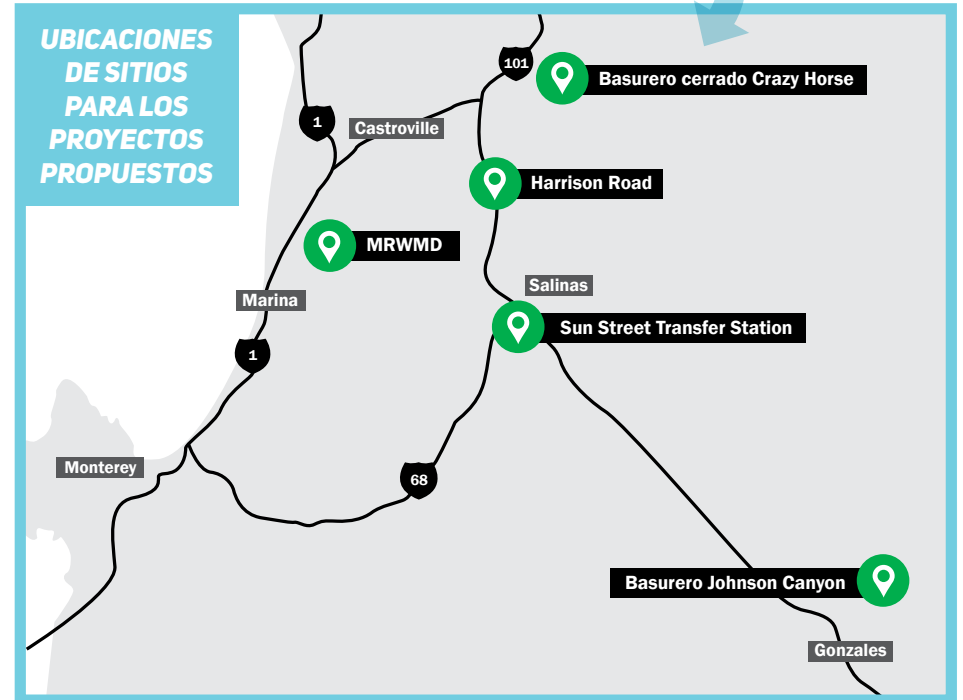 UBICACIONES
DE SITIOS
PARA LOS
PROYECTOS
PROPUESTOS
101
Basurero cerrado Crazy Horse
1
Castroville
Harrison Road
MRWMD
Salinas
Marina
Sun Street Transfer Station
1
Monterey
68
Basurero Johnson Canyon
Gonzales